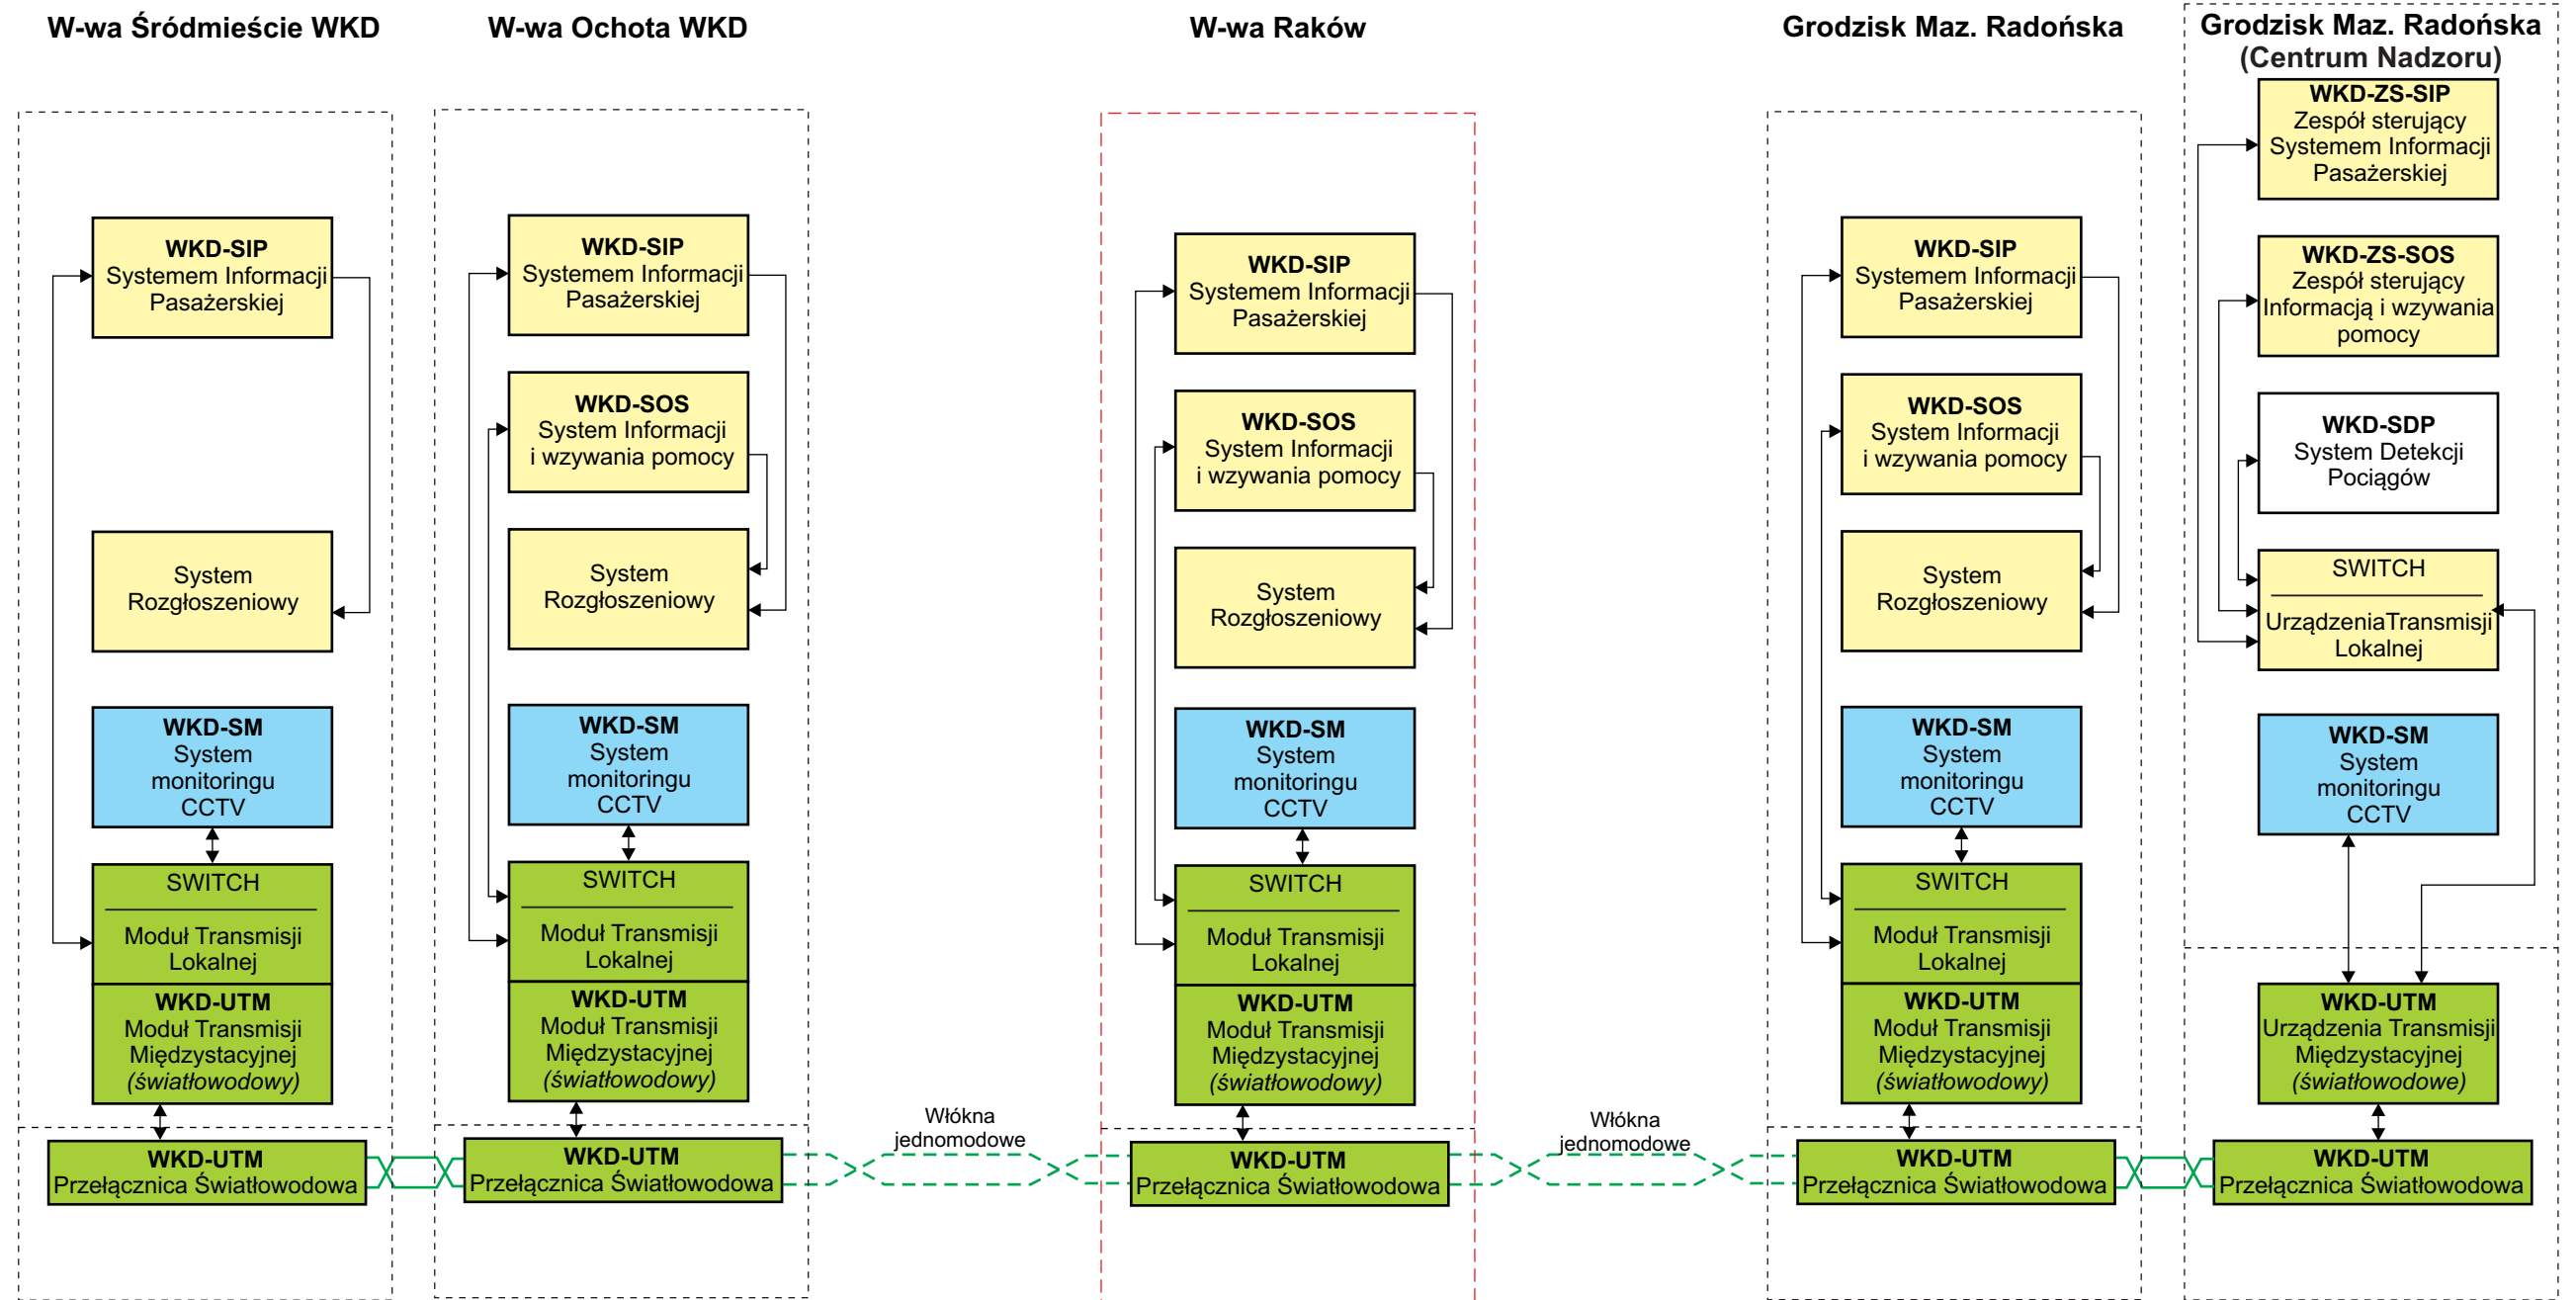 W-wa Śródmieście WKD
WKD-SIP
Systemem Informacji
Pasażerskiej
System
Rozgłoszeniowy
WKD-SM
System
monitoringu
CCTV
SWITCH
Moduł Transmisji
Lokalnej
WKD-UTM
Moduł Transmisji
Międzystacyjnej
(światłowodowy)
WKD-UTM
Przełącznica Światłowodowa
W-wa Ochota WKD
WKD-SIP
Systemem Informacji
Pasażerskiej
WKD-SOS
System Informacji
i wzywania pomocy
System
Rozgłoszeniowy
WKD-SM
System
monitoringu
CCTV
SWITCH
Moduł Transmisji
Lokalnej
WKD-UTM
Moduł Transmisji
Międzystacyjnej
(światłowodowy)
WKD-UTM
Przełącznica Światłowodowa
Włókna
jednomodowe
W-wa Raków
WKD-SIP
Systemem Informacji
Pasażerskiej
WKD-SOS
System Informacji
i wzywania pomocy
System
Rozgłoszeniowy
WKD-SM
System
monitoringu
CCTV
SWITCH
Moduł Transmisji
Lokalnej
WKD-UTM
Moduł Transmisji
Międzystacyjnej
(światłowodowy)
WKD-UTM
Przełącznica Światłowodowa
Włókna
jednomodowe
Grodzisk Maz. Radońska
WKD-SIP
Systemem Informacji
Pasażerskiej
WKD-SOS
System Informacji
i wzywania pomocy
System
Rozgłoszeniowy
WKD-SM
System
monitoringu
CCTV
SWITCH
Moduł Transmisji
Lokalnej
WKD-UTM
Moduł Transmisji
Międzystacyjnej
(światłowodowy)
WKD-UTM
Przełącznica Światłowodowa
Grodzisk Maz. Radońska
(Centrum Nadzoru)
WKD-ZS-SIP
Zespół sterujący
Systemem Informacji
Pasażerskiej
WKD-ZS-SOS
Zespół sterujący
Informacją i wzywania
pomocy
WKD-SDP
System Detekcji
Pociągów
SWITCH
UrządzeniaTransmisji
Lokalnej
WKD-SM
System
monitoringu
CCTV
WKD-UTM
Urządzenia Transmisji
Międzystacyjnej
(światłowodowe)
WKD-UTM
Przełącznica Światłowodowa